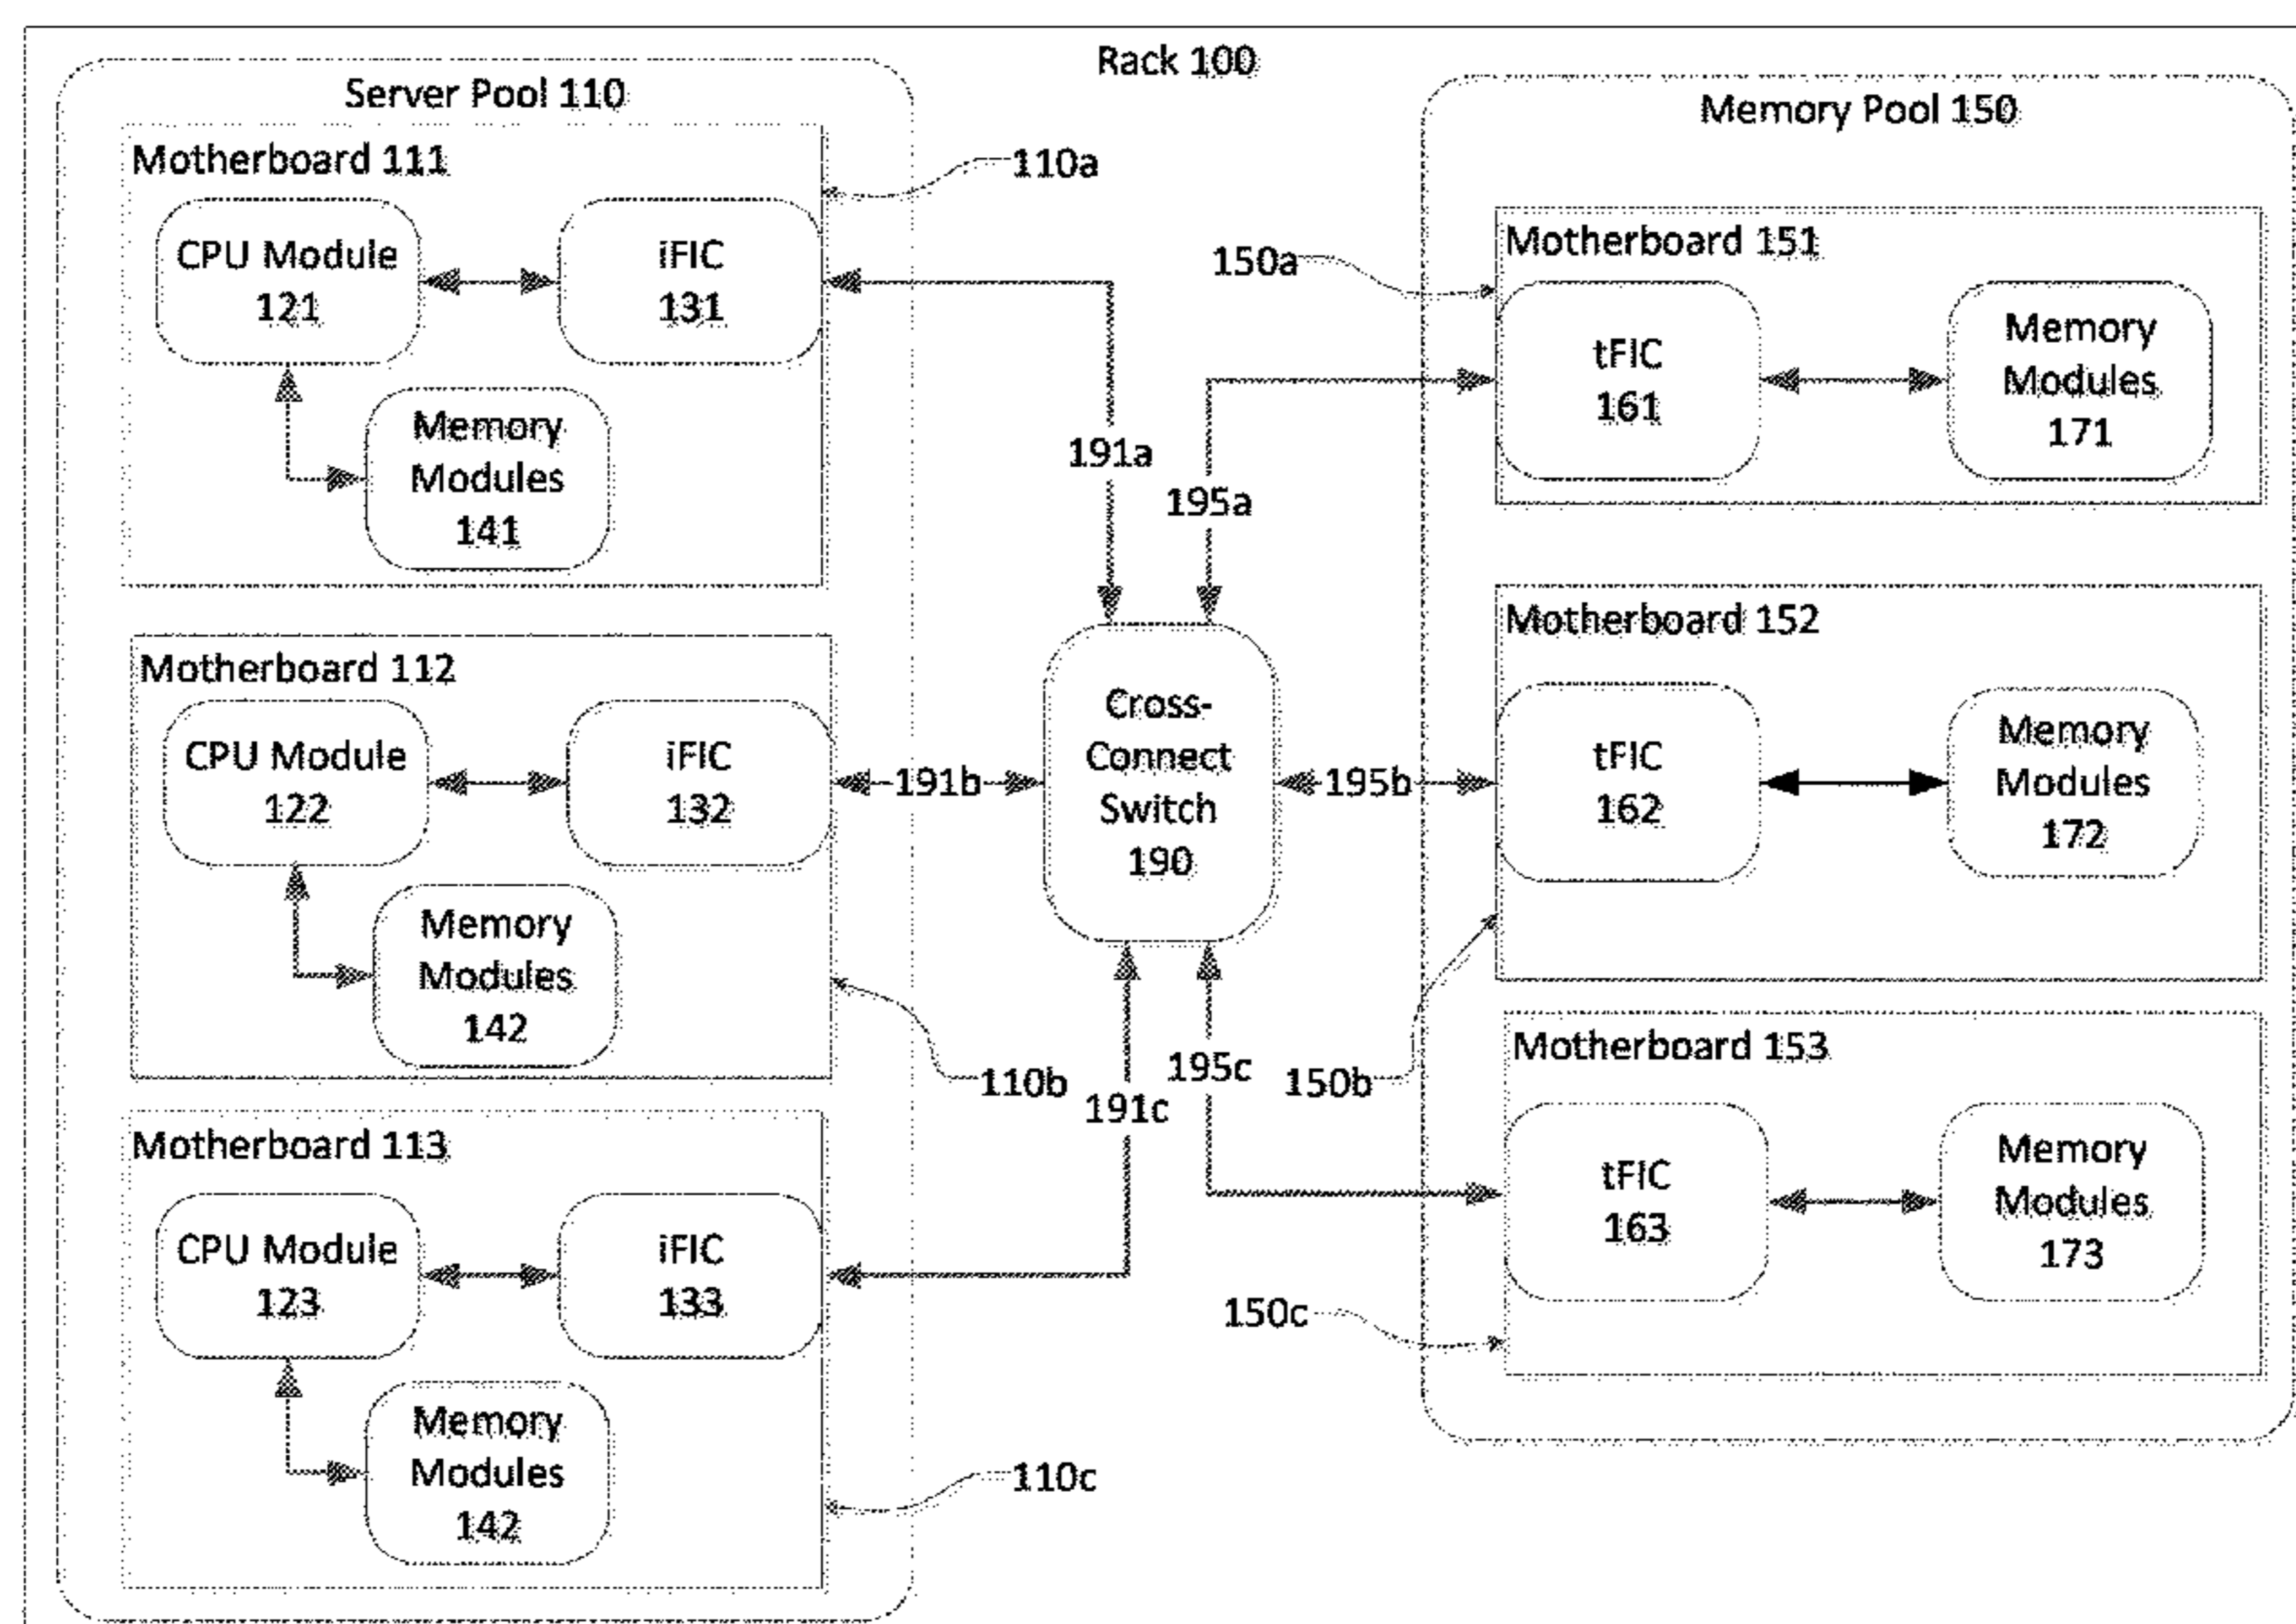 Rack 100
Server Pool 110
Motherboard 111
CPU Module
121
iFIC
131
Memory
Modules
141
110a
Motherboard 112
CPU Module
122
iFIC
132
Memory
Modules
142
110b
Motherboard 113
CPU Module
123
iFIC
133
Memory
Modules
142
110c
191a
195a
191b
Cross-
Connect
Switch
190
195b
191c
195c
Memory Pool 150
150a
Motherboard 151
tFIC
161
Memory
Modules
171
Motherboard 152
tFIC
162
Memory
Modules
172
150b
Motherboard 153
tFIC
163
Memory
Modules
173
150c